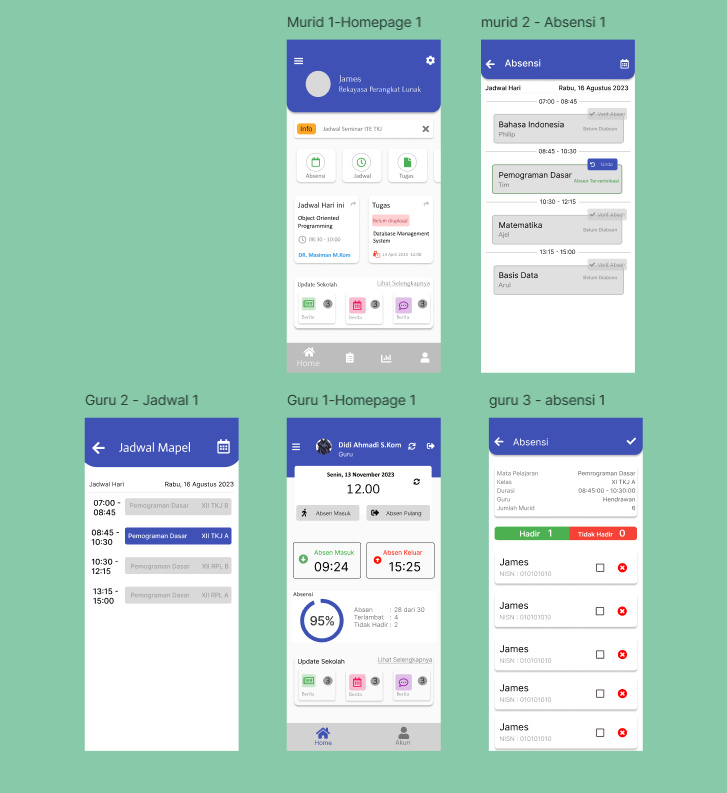 Murid 1-Homepage 1
James
Rekayasa Perangkat Lunak
Info Jadwal Seminar ITE TIU
Absensi Jadwal Tugas
Jadwal Hari ini
Object Oriented
Programming
08:30 - 10:00
DR. Masiman M.Kom
Tugas
Belum diupload
Database Management
System
14 April 2023 12:00
Update Sekolah Lihat Selengkapnya
3 3 3
Berita Berita Berita
Home
murid 2 - Absensi 1
Absensi
Jadwal Hari Rabu, 16 Agustus 2023
07:00 - 08:45
Verif Absen
Bahasa Indonesia
Philip
Belum Diabsen
08:45 - 10:30
Undo
Pemograman Dasar
Tim
Absen Terverivikasi
10:30 - 12:15
Verif Absen
Matematika
Ajel
Belum Diabsen
13:15 - 15:00
Verif Absen
Basis Data
Arul
Belum Diabsen
Guru 2 - Jadwal 1
Jadwal Mapel
Jadwal Hari Rabu, 16 Agustus 2023
07:00 -
08:45
Pemograman Dasar XII TKJ B
08:45 -
10:30
Pemograman Dasar XII TKJ A
10:30 -
12:15
Pemograman Dasar XII RPL B
13:15 -
15:00
Pemograman Dasar XII RPL A
Guru 1-Homepage 1
Didi Ahmadi S.Kom
Guru
Senin, 13 November 2023
12.00
Absen Masuk Absen Pulang
Absen Masuk
09:24
Absen Keluar
15:25
Absensi
95%
Absen : 28 dari 30
Terlambat : 4
Tidak Hadir : 2
Update Sekolah Lihat Selengkapnya
3 3 3
Berita Berita Berita
Home Akun
guru 3 - absensi 1
Absensi
Mata Pelajaran Pemrograman Dasar
Kelas XI TKJ A
Durasi 08:45:00 - 10:30:00
Guru Hendrawan
Jumlah Murid 6
Hadir 1 Tidak Hadir 0
James
NISN : 010101010
James
NISN : 010101010
James
NISN : 010101010
James
NISN : 010101010
James
NISN : 010101010